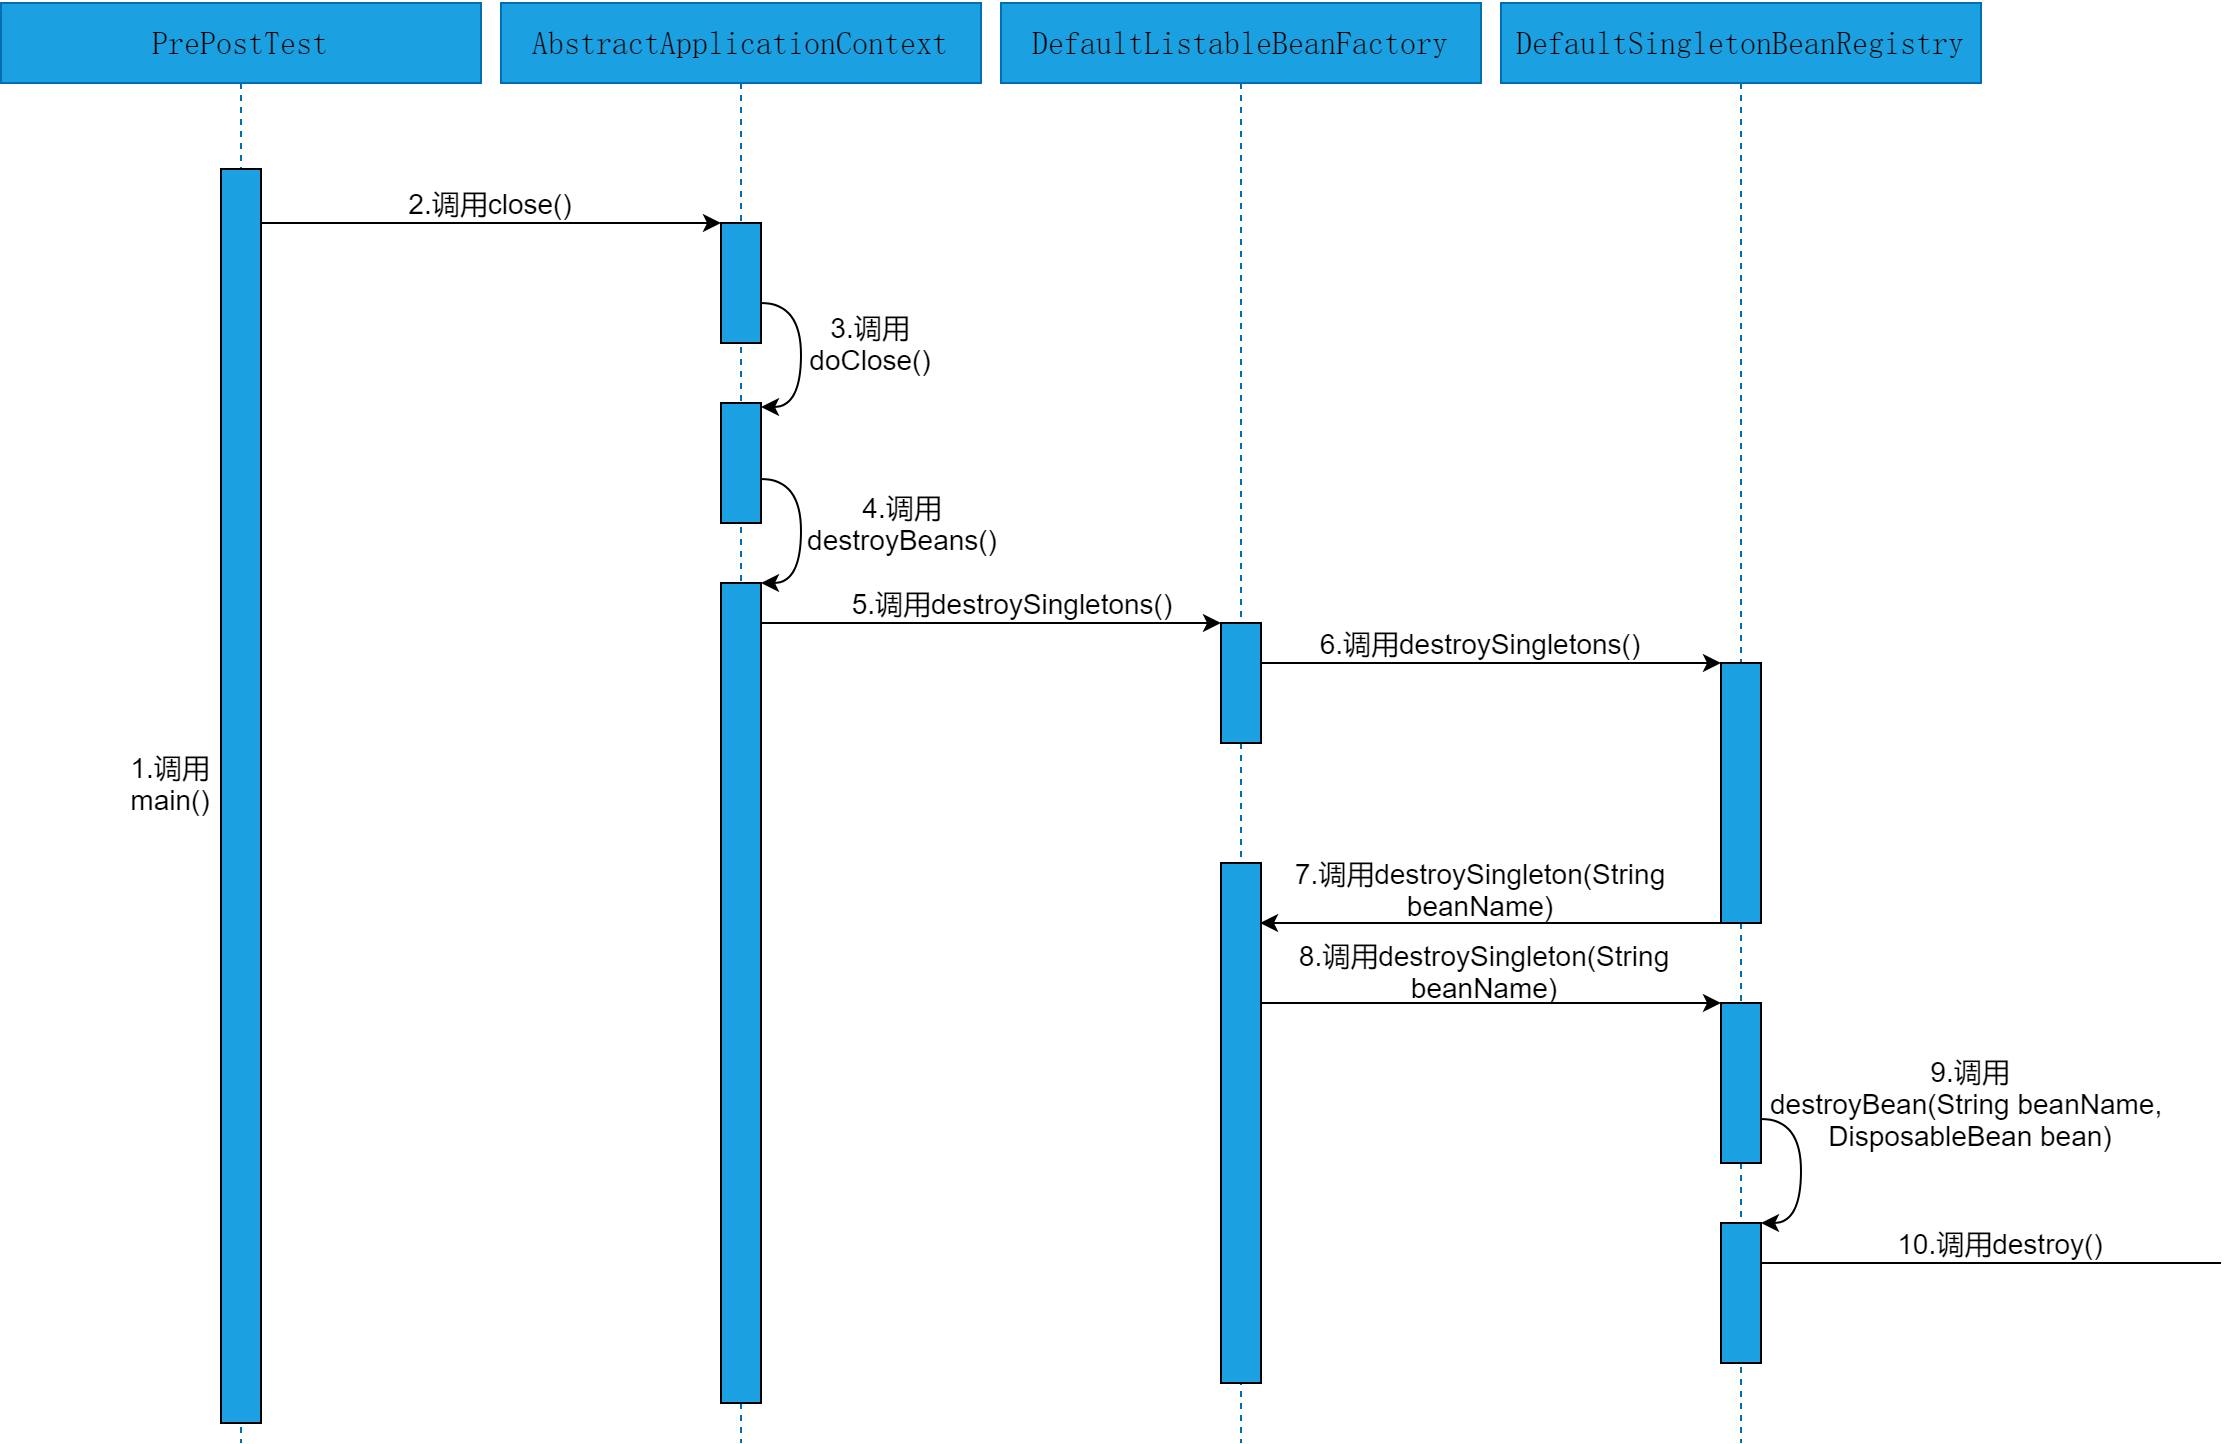 PrePostTest
AbstractApplicationContext
DefaultListableBeanFactory
DefaultSingletonBeanRegistry
2.调用close()
3.调用
doClose()
4.调用
destroyBeans()
5.调用destroySingletons()
6.调用destroySingletons()
1.调用
main()
7.调用destroySingleton(String
beanName)
8.调用destroySingleton(String
beanName)
9.调用
destroyBean(String beanName,
DisposableBean bean)
10.调用destroy()